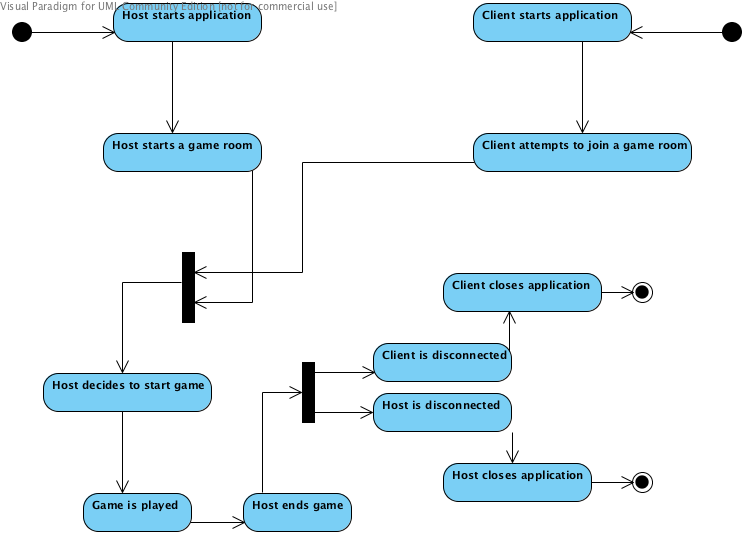 Visual Paradigm for UML Community Edition [not for commercial use]
Host starts application
Client starts application
Host starts a game room
Client attempts to join a game room
Client closes application
Client is disconnected
Host decides to start game
Host is disconnected
Host closes application
Game is played
Host ends game